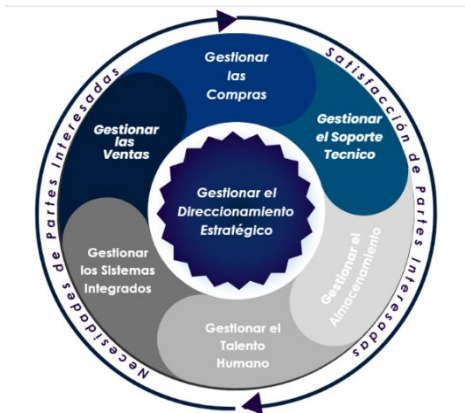 Necesidades de Partes Interesadas
Satisfacción de Partes Interesadas
Gestionar
las
Compras
Gestionar
el Soporte
Tecnico
Gestionar el
Almacenamiento
Gestionar el
Talento
Humano
Gestionar
los Sistemas
Integrados
Gestionar
las
Ventas
Gestionar el
Direccionamiento
Estratégico